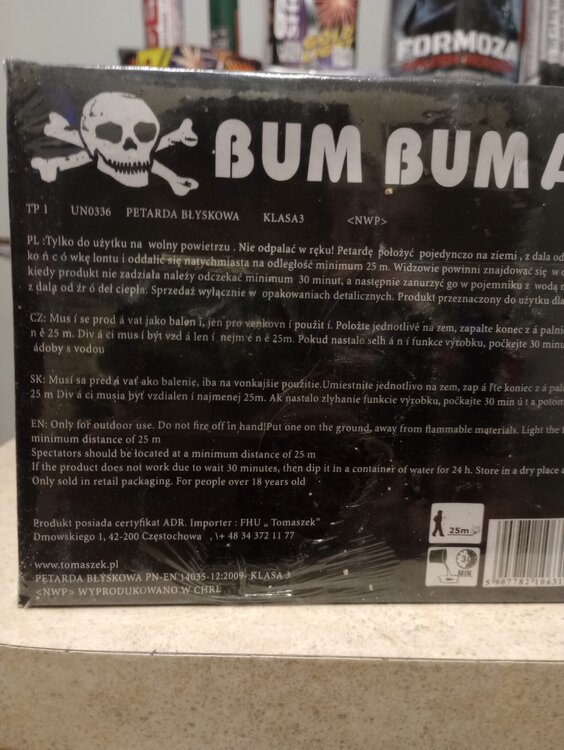 FORMOZA
BUM BUM A
TP 1 UN0336 PETARDA BŁYSKOWA KLASA3 <NWP>
PL :Tylko do użytku na wolny powietrzu . Nie odpalać w ręku! Petardę położyć pojedynczo na ziemi , z dala od
ko ń c ó wkę lontu i oddalić się natychmiasta na odległość minimum 25 m. Widzowie powinni znajdować się w o
kiedy produkt nie zadziała należy odczekać minimum 30 minut, a następnie zanurzyć go w pojemniku z wodą n
z dalą od źr ó deł ciepła. Sprzedaż wyłącznie w opakowaniach detalicznych. Produkt przeznaczony do użytku dla
CZ: Mus í se prod á vat jako balen í, jen pro venkovn í použit í. Položte jednotlivě na zem, zapalte konec z á palni
n ě 25m. Div á ci mus í být vzd á len i nejm én ě 25m. Pokud nastalo selh á n í funkce výrobku, počkejte 30 minu
ádoby s vodou
SK: Musí sa pred á vať ako balenie, iba na vonkajšie použitie.Umiestnite jednotlivo na zem, zap á ľte koniec z á pal
25 m Div á ci musia být vzdialen í najmenej 25m. Ak nastalo zlyhanie funkcie výrobku, počkajte 30 min ú t a potom
EN: Only for outdoor use. Do not fire off in hand!Put one on the ground, away from flammable materials. Light the f
minimum distance of 25 m
Spectators should be located at a minimum distance of 25 m
If the product does not work due to wait 30 minutes, then dip it in a container of water for 24 h. Store in a dry place a
Only sold in retail packaging. For people over 18 years old
Produkt posiada certyfikat ADR. Importer : FHU „ Tomaszek”
Dmowskiego 1, 42-200 Częstochowa , \+ 48 34 372 11 77
25m
www.tomaszek.pl
30
MIN.
PETARDA BŁYSKOWA PN-EN 14035-12:2009- KLASA 3
<NWP> WYPRODUKOWANO W CHRL
5 907782 10631